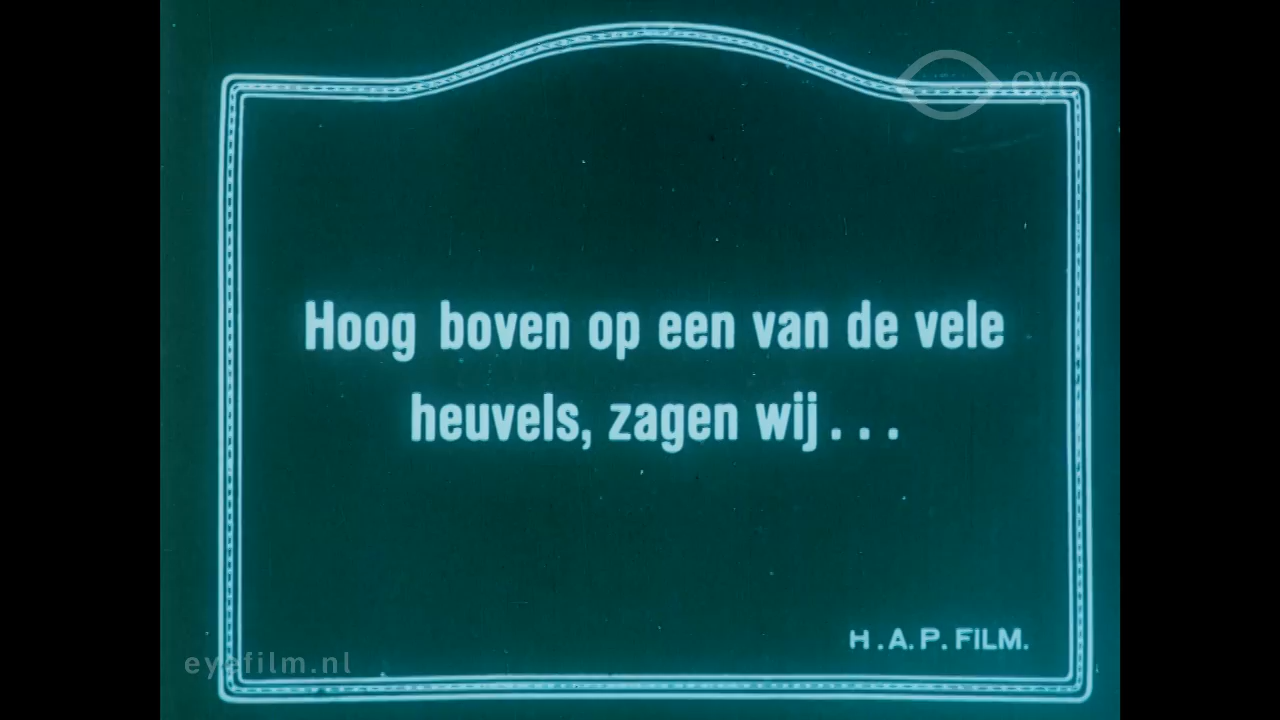 eye
Hoog boven op een van de vele
heuvels, zagen wij...
H.A.P. FILM.
eyefilm.nl